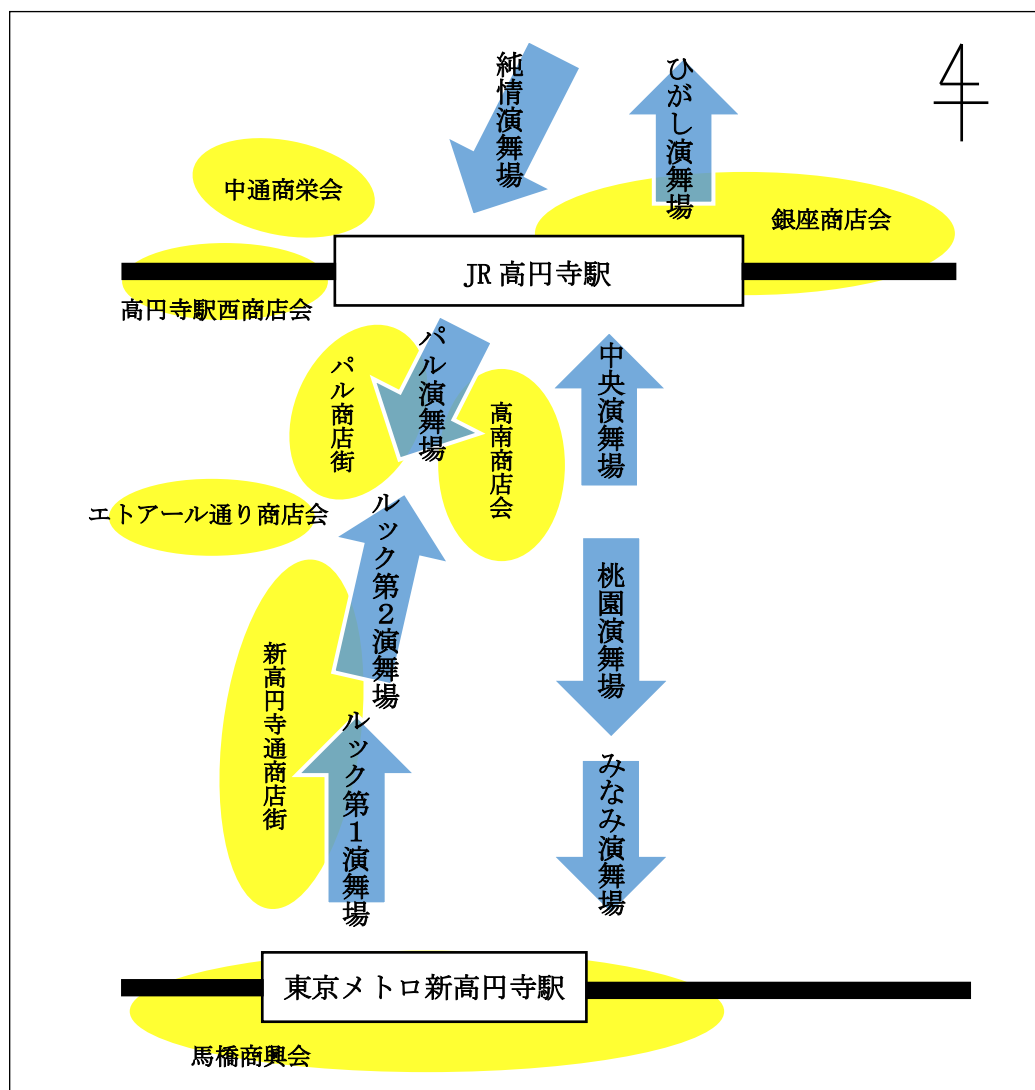 純情演舞場
ひがし演舞場
中通商栄会
銀座商店会
JR 高円寺駅
高円寺駅西商店会
パル商店街
パル演舞場
高南商店会
中央演舞場
エトアール通り商店会
ルック第２演舞場
桃園演舞場
新高円寺通商店街
ルック第１演舞場
みなみ演舞場
東京メトロ新高円寺駅
馬橋商興会